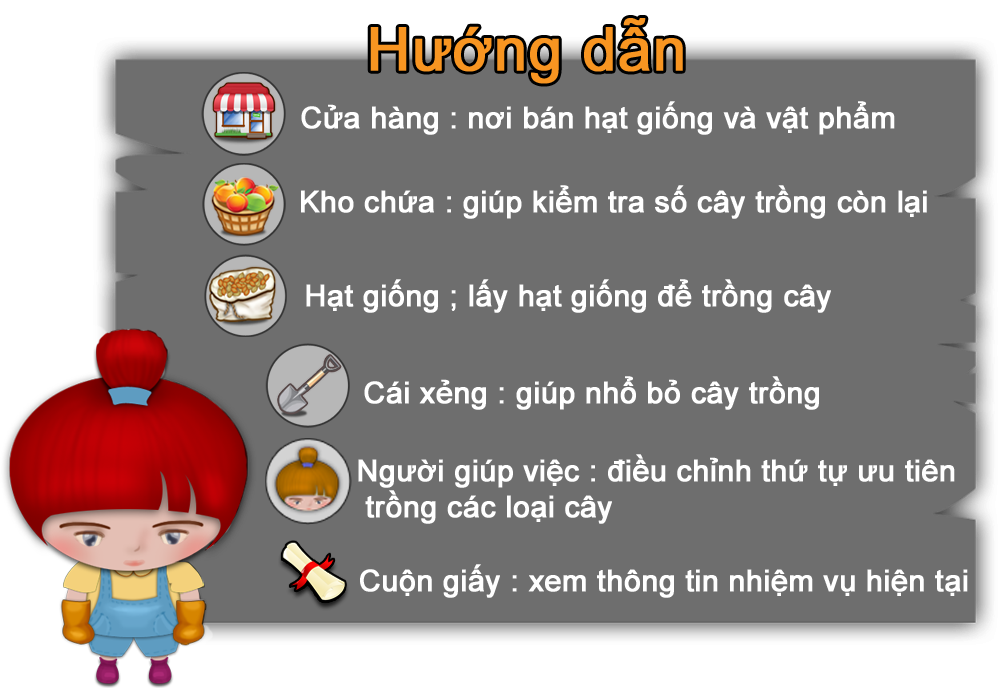 Hướng dẫn
Cửa hàng : nơi bán hạt giống và vật phẩm
Kho chứa : giúp kiểm tra số cây trồng còn lại
Hạt giống ; lấy hạt giống để trồng cây
Cái xẻng : giúp nhổ bỏ cây trồng
Người giúp việc : điều chỉnh thứ tự ưu tiên
trồng các loại cây
Cuộn giấy : xem thông tin nhiệm vụ hiện tại